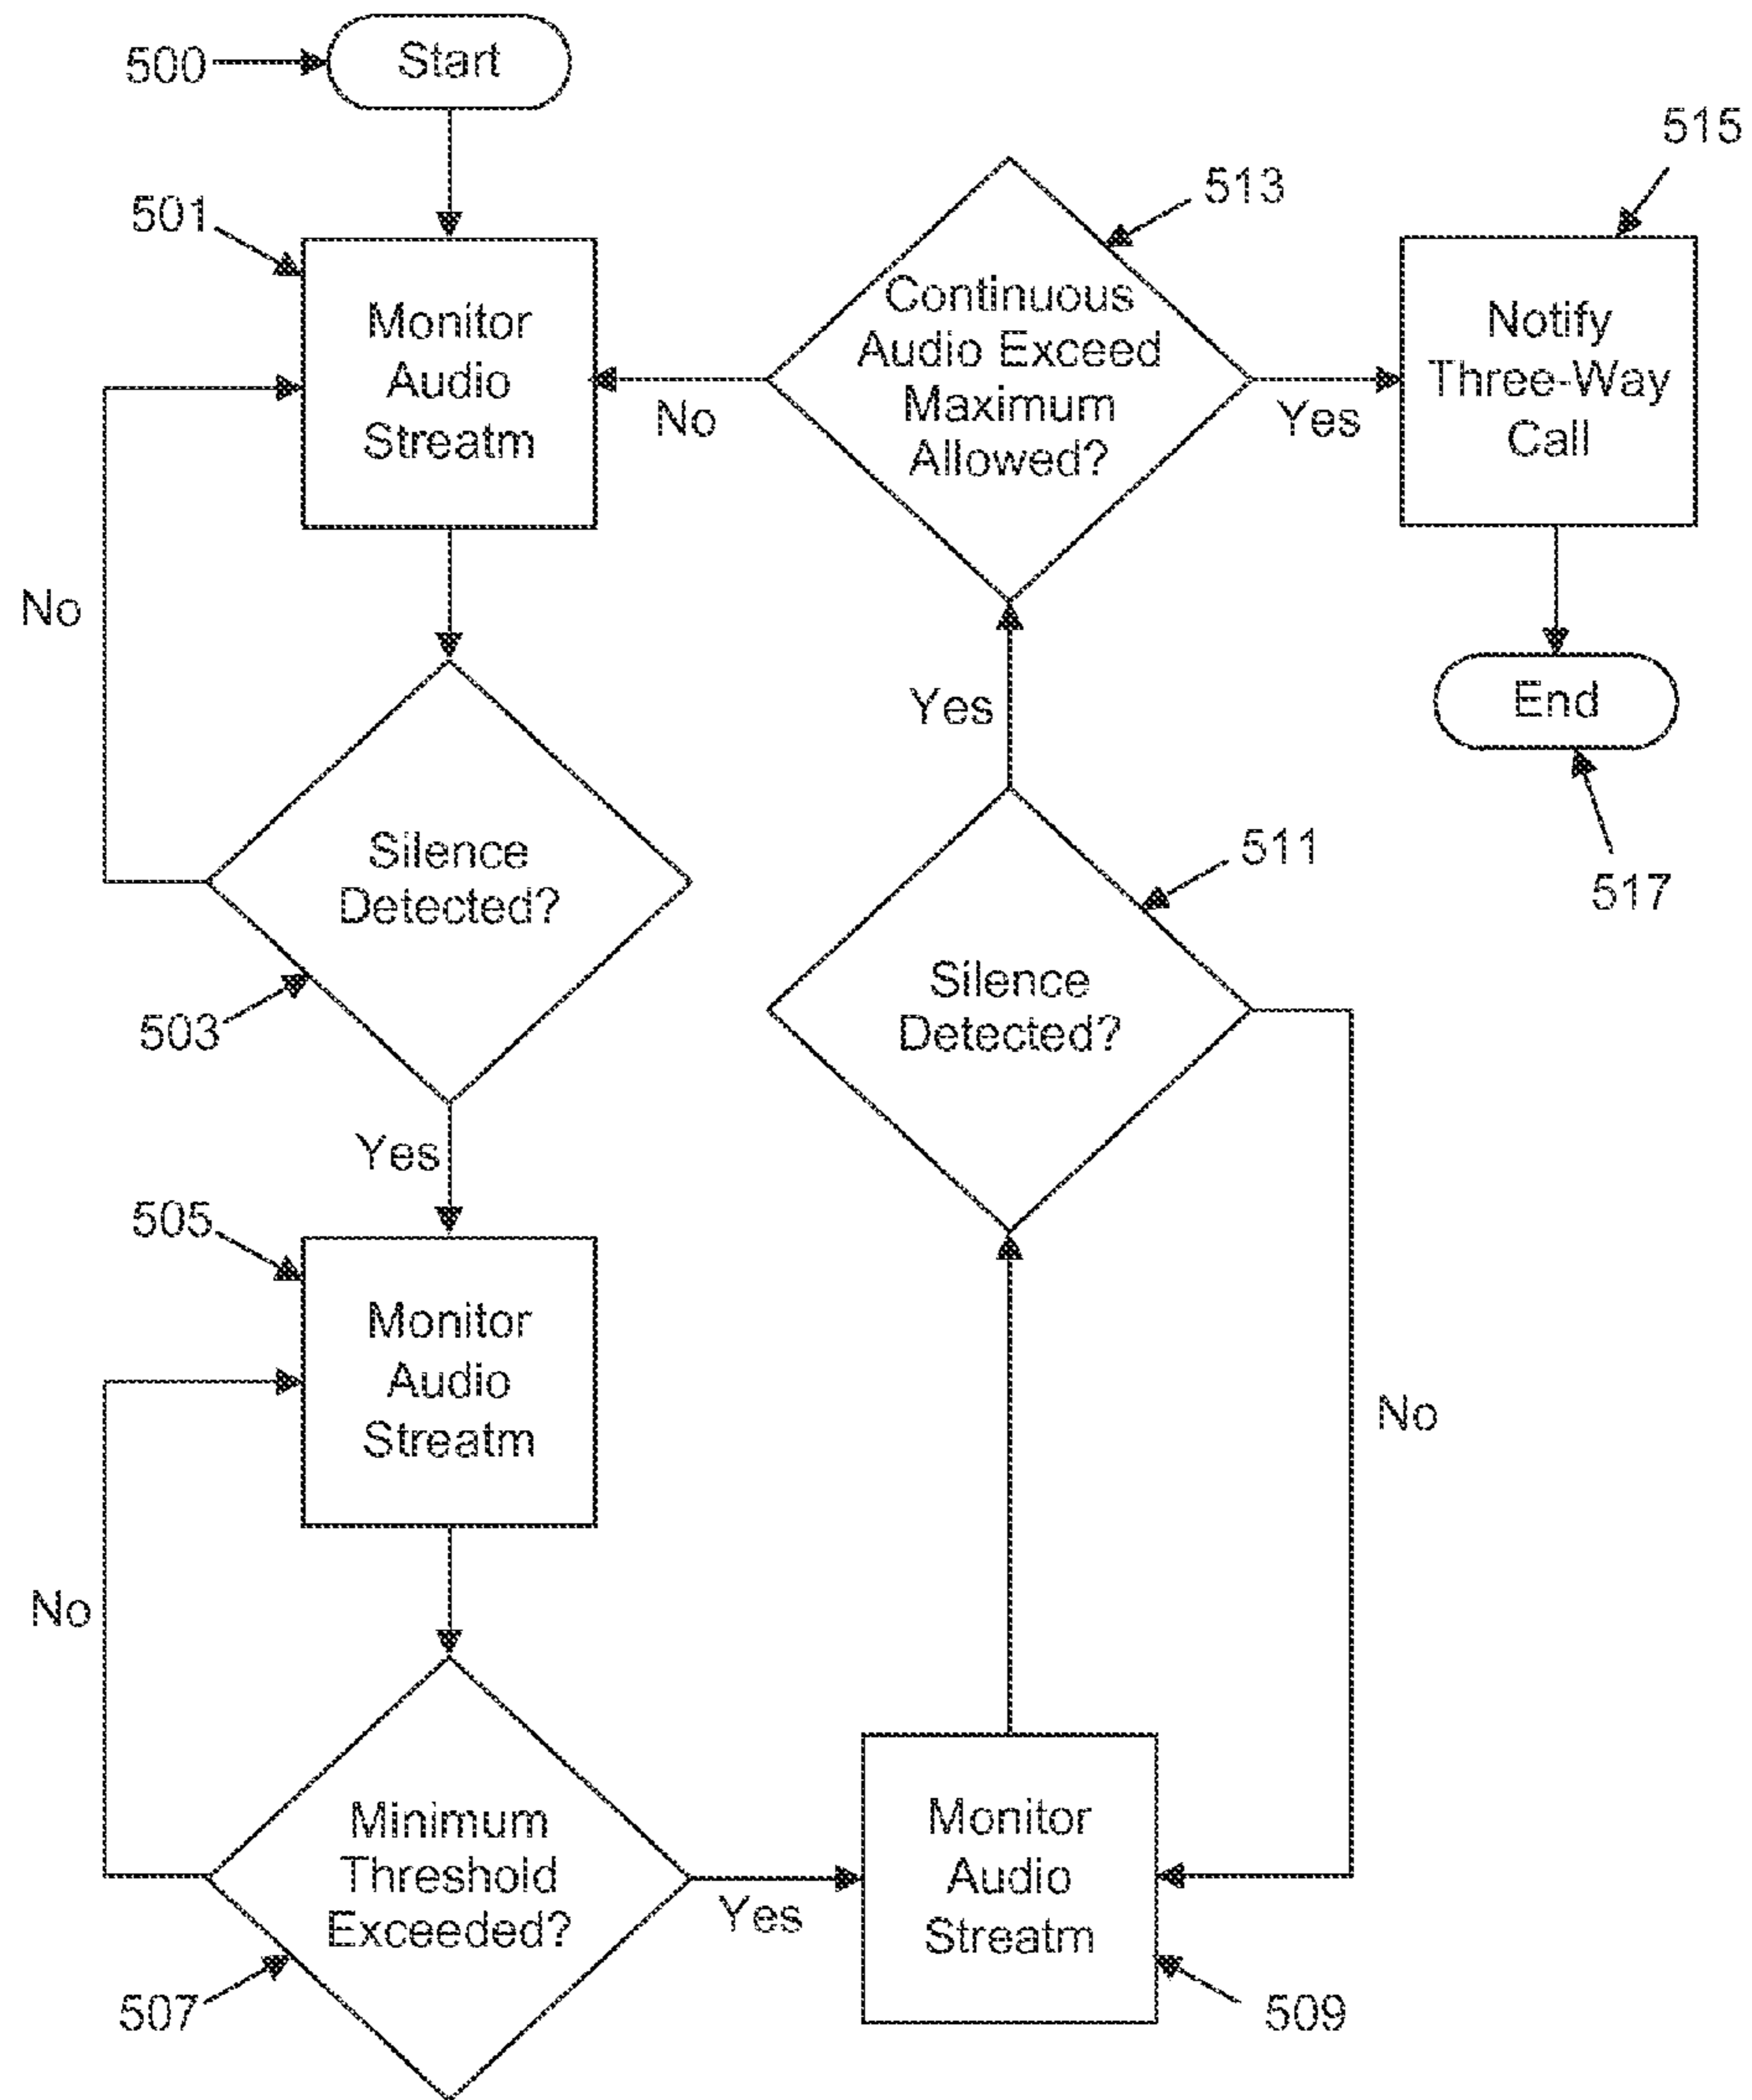 500
Start
515
513
501
Monitor
Audio
Streatm
Continuous
Audio Exceed
Maximum
Allowed?
Notify
Three-Way
Call
No
Yes
No
Yes
End
Silence
Detected?
511
517
Silence
Detected?
503
Yes
505
Monitor
Audio
Streatm
No
No
Minimum
Threshold
Exceeded?
Yes
Monitor
Audio
Streatm
507
509